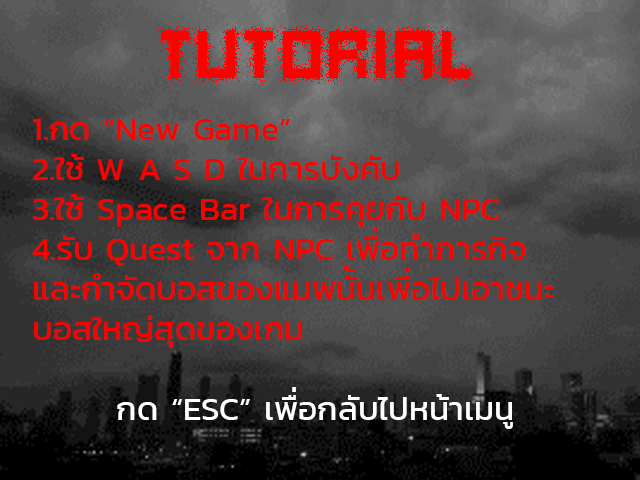 TUTORIAL
1.กด “New Game”
2.ใช้ W A S D ในการบังคับ
3.ใช้ Space Bar ในการคุยกับ NPC
4.รับ Quest จาก NPC เพื่อทำภารกิจ
และกำจัดบอสของแมพนั้นเพื่อไปเอาชนะ
บอสใหญ่สุดของเกม
กด “ESC” เพื่อกลับไปหน้าเมนู